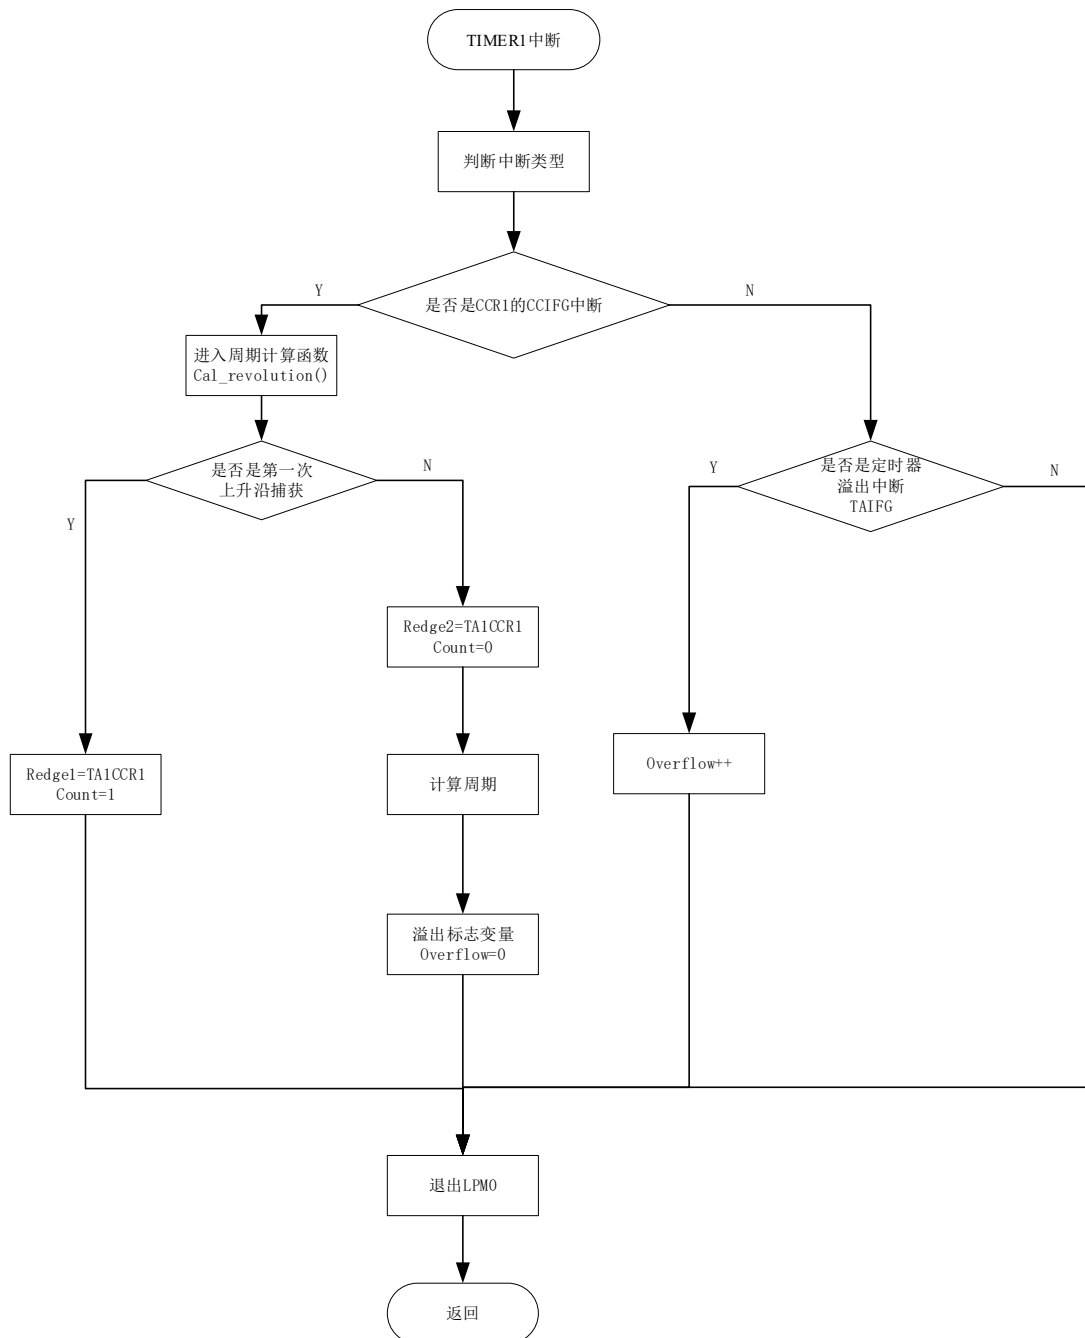 TIMER1中断
判断中断类型
是否是CCR1的CCIFG中断
Y
N
进入周期计算函数
Cal_revolution()
是否是第一次
上升沿捕获
Y
N
是否是定时器
溢出中断
TAIFG
Y
N
Redge2=TA1CCR1
Count=0
Redge1=TA1CCR1
Count=1
计算周期
Overflow++
溢出标志变量
Overflow=0
退出LPM0
返回